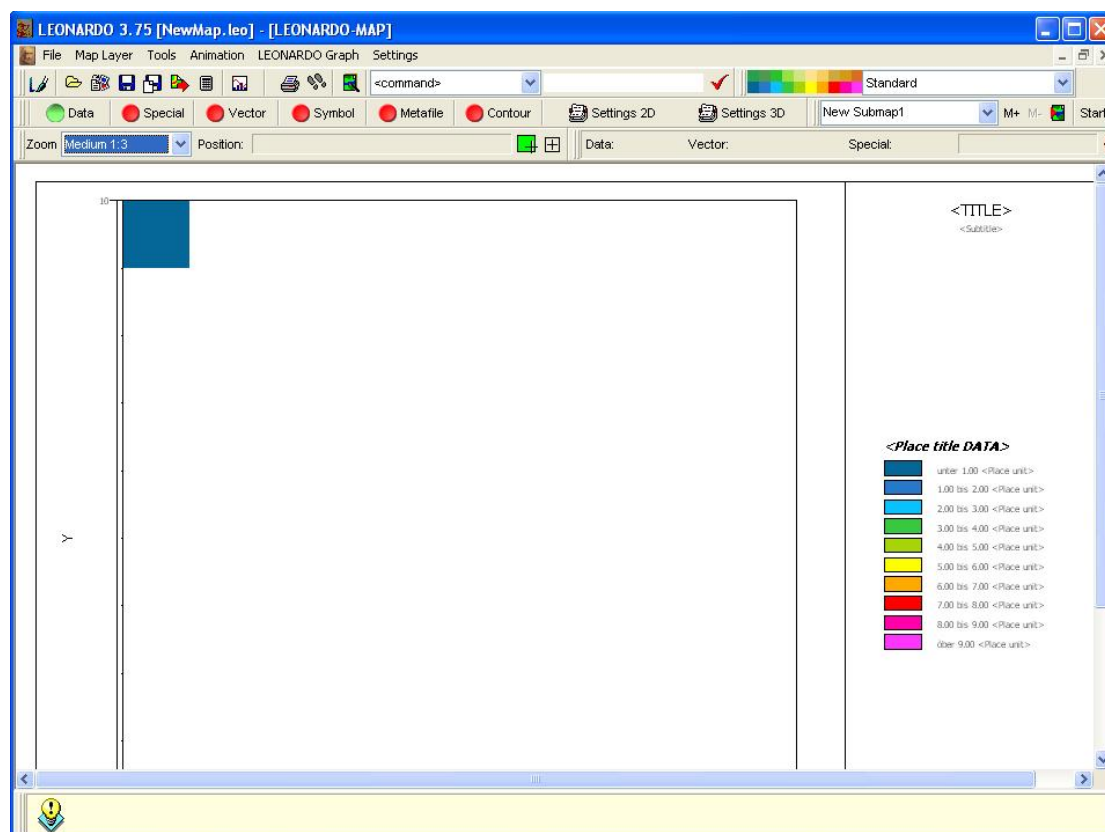 LEONARDO 3.75 [NewMap.leo] - [LEONARDO-MAP]
File Map Layer Tools Animation LEONARDO Graph Settings
<command> Standard
Data Special Vector Symbol Metafile Contour Settings 2D Settings 3D New Submap1 M+ M- Start
Zoom Medium 1:3 Position: Data: Vector: Special:
10
<TITLE>
<Subtitle>
<Place title DATA>
unter 1.00 <Place unit>
1.00 bis 2.00 <Place unit>
2.00 bis 3.00 <Place unit>
3.00 bis 4.00 <Place unit>
4.00 bis 5.00 <Place unit>
5.00 bis 6.00 <Place unit>
6.00 bis 7.00 <Place unit>
7.00 bis 8.00 <Place unit>
8.00 bis 9.00 <Place unit>
über 9.00 <Place unit>
Y